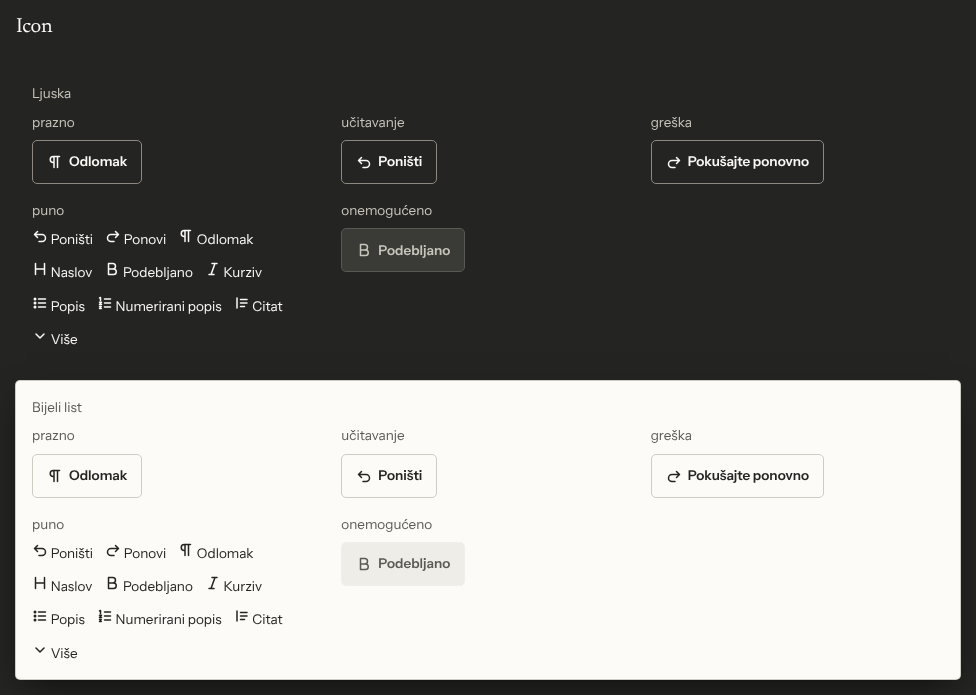 Icon
Ljuska
prazno učitavanje greška
Odlomak Poništi Pokušajte ponovno
puno onemogućeno
Poništi Ponovi Odlomak
Podebljano
Naslov Podebljano Kurziv
Popis Numerirani popis Citat
Više
Bijeli list
prazno učitavanje greška
Odlomak Poništi Pokušajte ponovno
puno onemogućeno
Poništi Ponovi Odlomak
Podebljano
Naslov Podebljano Kurziv
Popis Numerirani popis Citat
Više